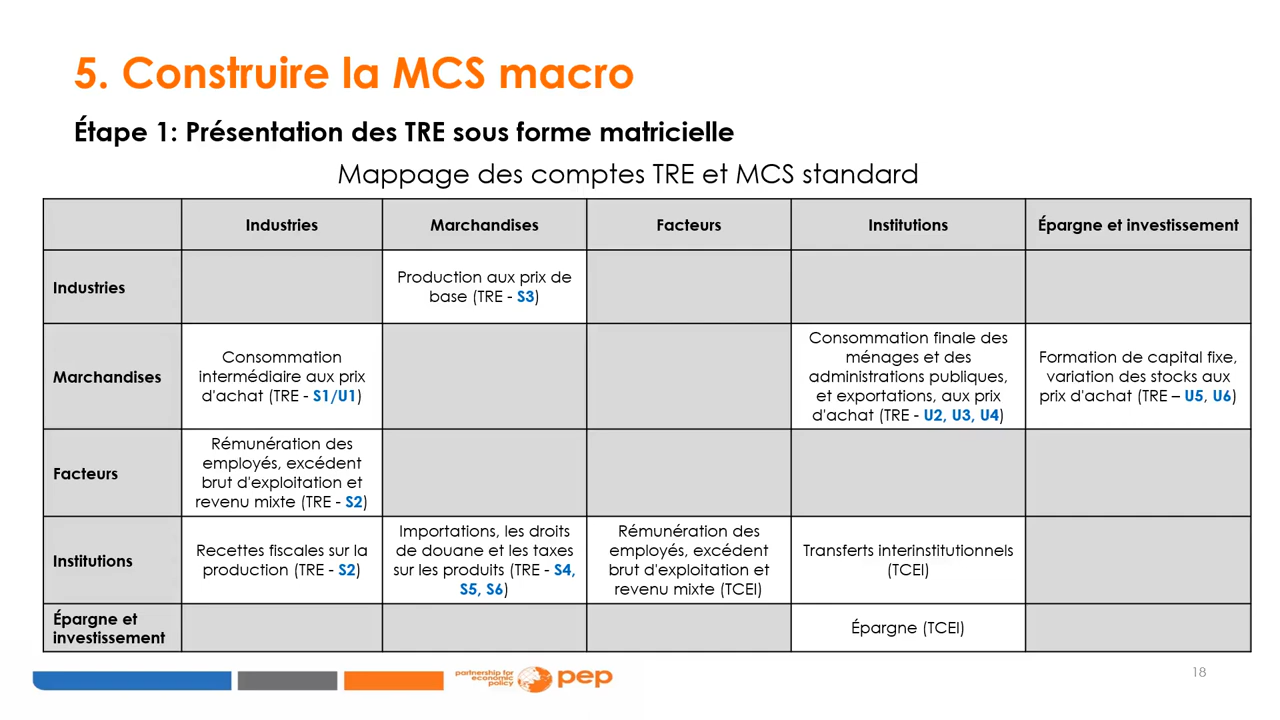 5. Construire la MCS macro
Étape 1: Présentation des TRE sous forme matricielle
Mappage des comptes TRE et MCS standard
Industries
Marchandises
Facteurs
Institutions
Épargne et investissement
Industries
Production aux prix de
base (TRE - S3)
Marchandises
Consommation
intermédiaire aux prix
d'achat (TRE - S1/U1)
Consommation finale des
ménages et des
administrations publiques,
et exportations, aux prix
d'achat (TRE - U2, U3, U4)
Formation de capital fixe,
variation des stocks aux
prix d'achat (TRE – U5, U6)
Facteurs
Rémunération des
employés, excédent
brut d'exploitation et
revenu mixte (TRE - S2)
Institutions
Recettes fiscales sur la
production (TRE - S2)
Importations, les droits
de douane et les taxes
sur les produits (TRE - S4,
S5, S6)
Rémunération des
employés, excédent
brut d'exploitation et
revenu mixte (TCEI)
Transferts interinstitutionnels
(TCEI)
Épargne et
investissement
Épargne (TCEI)
partnership for
economic
policy
pep
18